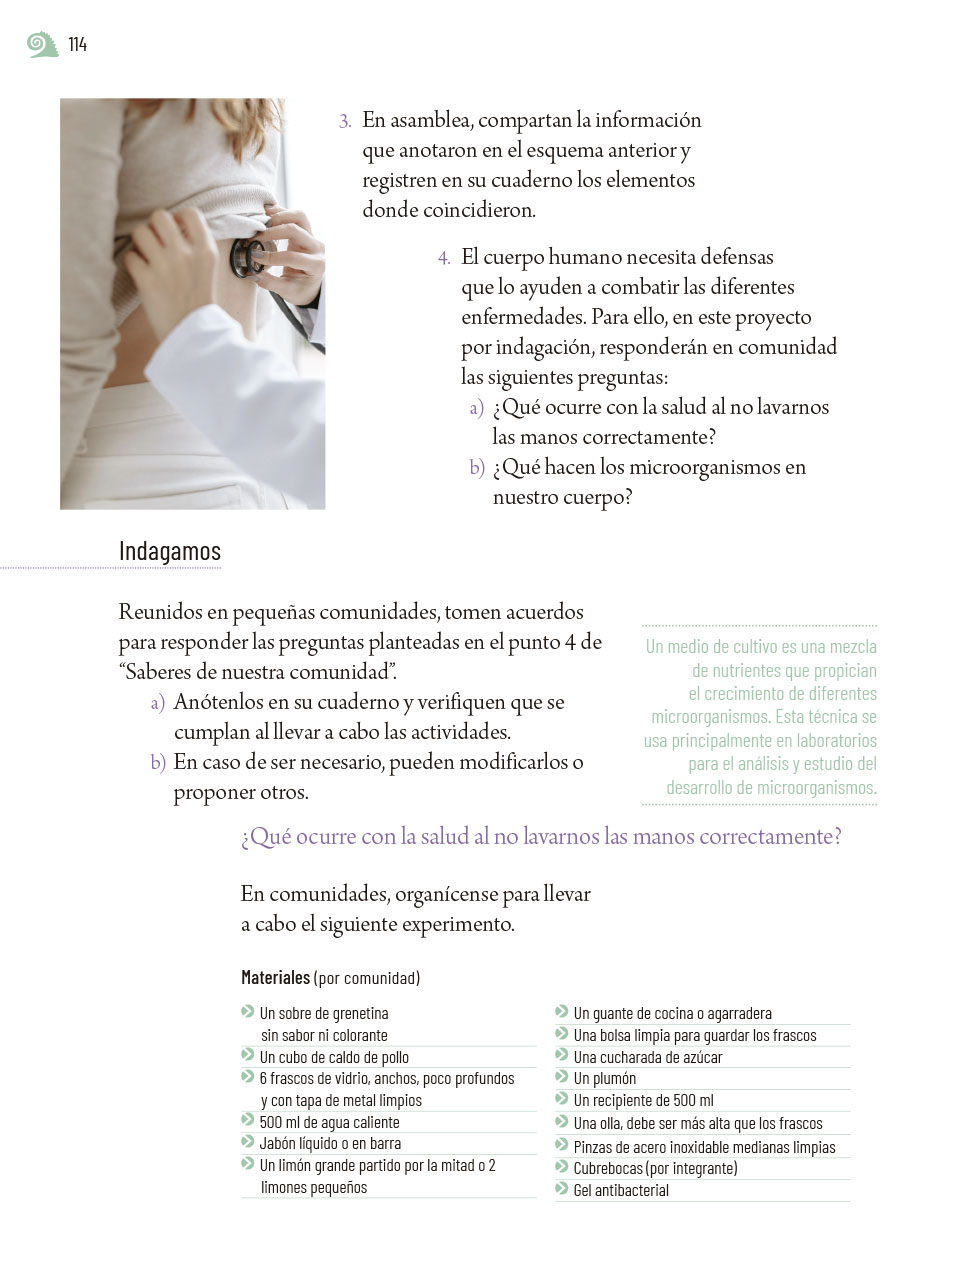 114
3. En asamblea, compartan la información
que anotaron en el esquema anterior y
registren en su cuaderno los elementos
donde coincidieron.
4. El cuerpo humano necesita defensas
que lo ayuden a combatir las diferentes
enfermedades. Para ello, en este proyecto
por indagación, responderán en comunidad
las siguientes preguntas:
a) ¿Qué ocurre con la salud al no lavarnos
las manos correctamente?
b) ¿Qué hacen los microorganismos en
nuestro cuerpo?
Indagamos
Reunidos en pequeñas comunidades, tomen acuerdos
para responder las preguntas planteadas en el punto 4 de
“Saberes de nuestra comunidad”.
a) Anótenlos en su cuaderno y verifiquen que se
cumplan al llevar a cabo las actividades.
b) En caso de ser necesario, pueden modificarlos o
proponer otros.
Un medio de cultivo es una mezcla
de nutrientes que propician
el crecimiento de diferentes
microorganismos. Esta técnica se
usa principalmente en laboratorios
para el análisis y estudio del
desarrollo de microorganismos.
¿Qué ocurre con la salud al no lavarnos las manos correctamente?
En comunidades, organícense para llevar
a cabo el siguiente experimento.
Materiales (por comunidad)
Un sobre de grenetina
sin sabor ni colorante
Un cubo de caldo de pollo
6 frascos de vidrio, anchos, poco profundos
y con tapa de metal limpios
500 ml de agua caliente
Jabón líquido o en barra
Un limón grande partido por la mitad o 2
limones pequeños
Un guante de cocina o agarradera
Una bolsa limpia para guardar los frascos
Una cucharada de azúcar
Un plumón
Un recipiente de 500 ml
Una olla, debe ser más alta que los frascos
Pinzas de acero inoxidable medianas limpias
Cubrebocas (por integrante)
Gel antibacterial